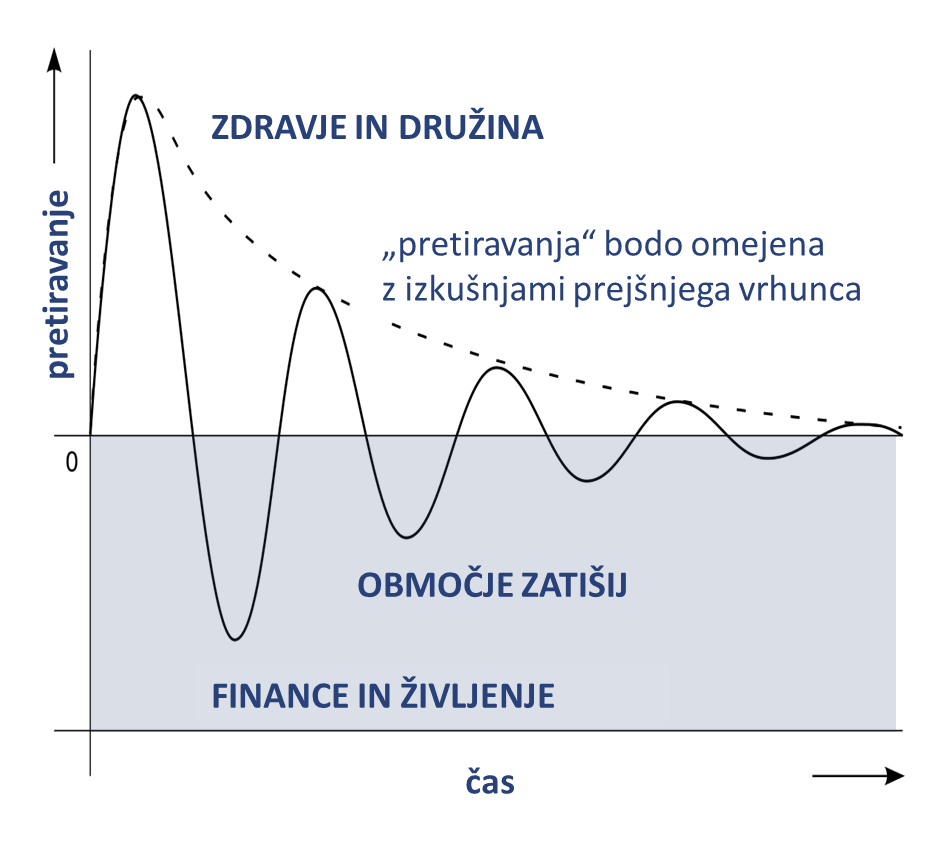 ZDRAVJE IN DRUŽINA
pretiravanje
„pretiravanja“ bodo omejena
z izkušnjami prejšnjega vrhunca
0
OBMOČJE ZATIŠIJ
FINANCE IN ŽIVLJENJE
čas